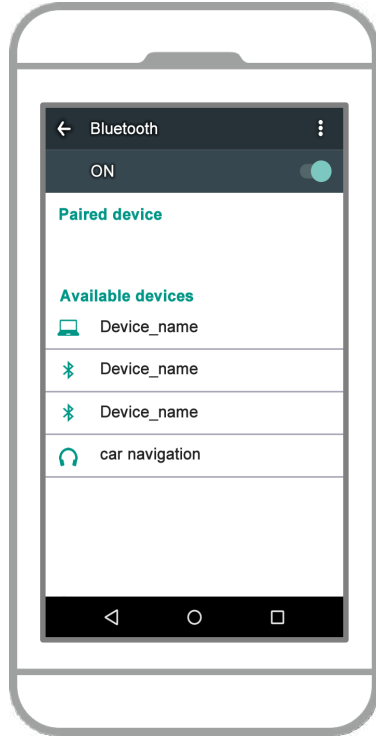 Bluetooth
ON
Paired device
Available devices
Device_name
Device_name
Device_name
car navigation